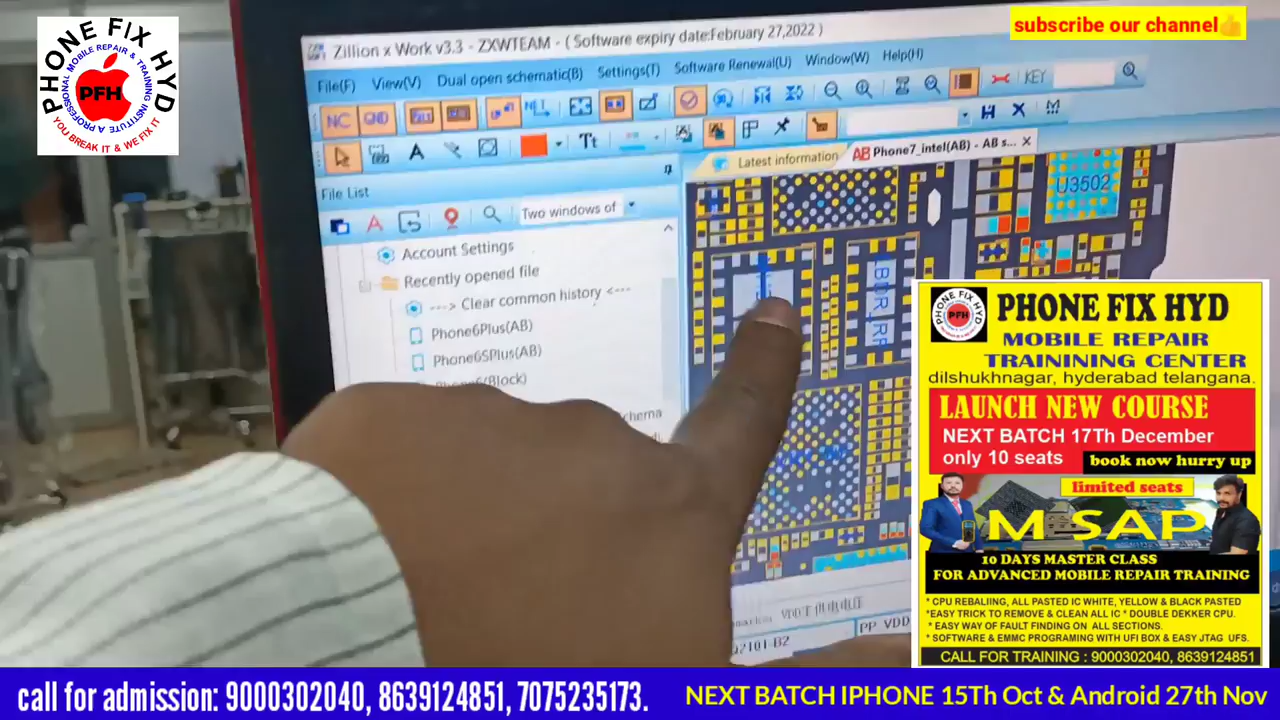 PHONE FIX HYD
A PROFESSIONAL MOBILE REPAIR & TRAINING INSTITUTE
PFH
YOU BREAK IT & WE FIX IT
subscribe our channel👍
Zillion x Work v3.3 - ZXWTEAM - ( Software expiry date:February 27,2022 )
File(F) View(V) Dual open schematic(B) Settings(T) Software Renewal(U) Window(W) Help(H)
NC GND NET KEY
A Tt
File List
Latest information
Phone7_intel(AB) - AB s...
Two windows of
Account Settings
Recently opened file
---> Clear common history <---
Phone6Plus(AB)
Phone6SPlus(AB)
(Block)
chema
U3502
PP_VDD
PHONE FIX HYD
PFH
MOBILE REPAIR
TRAININING CENTER
dilshukhnagar, hyderabad telangana.
LAUNCH NEW COURSE
NEXT BATCH 17Th December
only 10 seats
book now hurry up
limited seats
M SAP
10 DAYS MASTER CLASS
FOR ADVANCED MOBILE REPAIR TRAINING
* CPU REBALIING, ALL PASTED IC WHITE, YELLOW & BLACK PASTED
*EASY TRICK TO REMOVE & CLEAN ALL IC * DOUBLE DEKKER CPU.
* EASY WAY OF FAULT FINDING ON ALL SECTIONS.
* SOFTWARE & EMMC PROGRAMING WITH UFI BOX & EASY JTAG UFS.
CALL FOR TRAINING : 9000302040, 8639124851
call for admission: 9000302040, 8639124851, 7075235173.
NEXT BATCH IPHONE 15Th Oct & Android 27th Nov